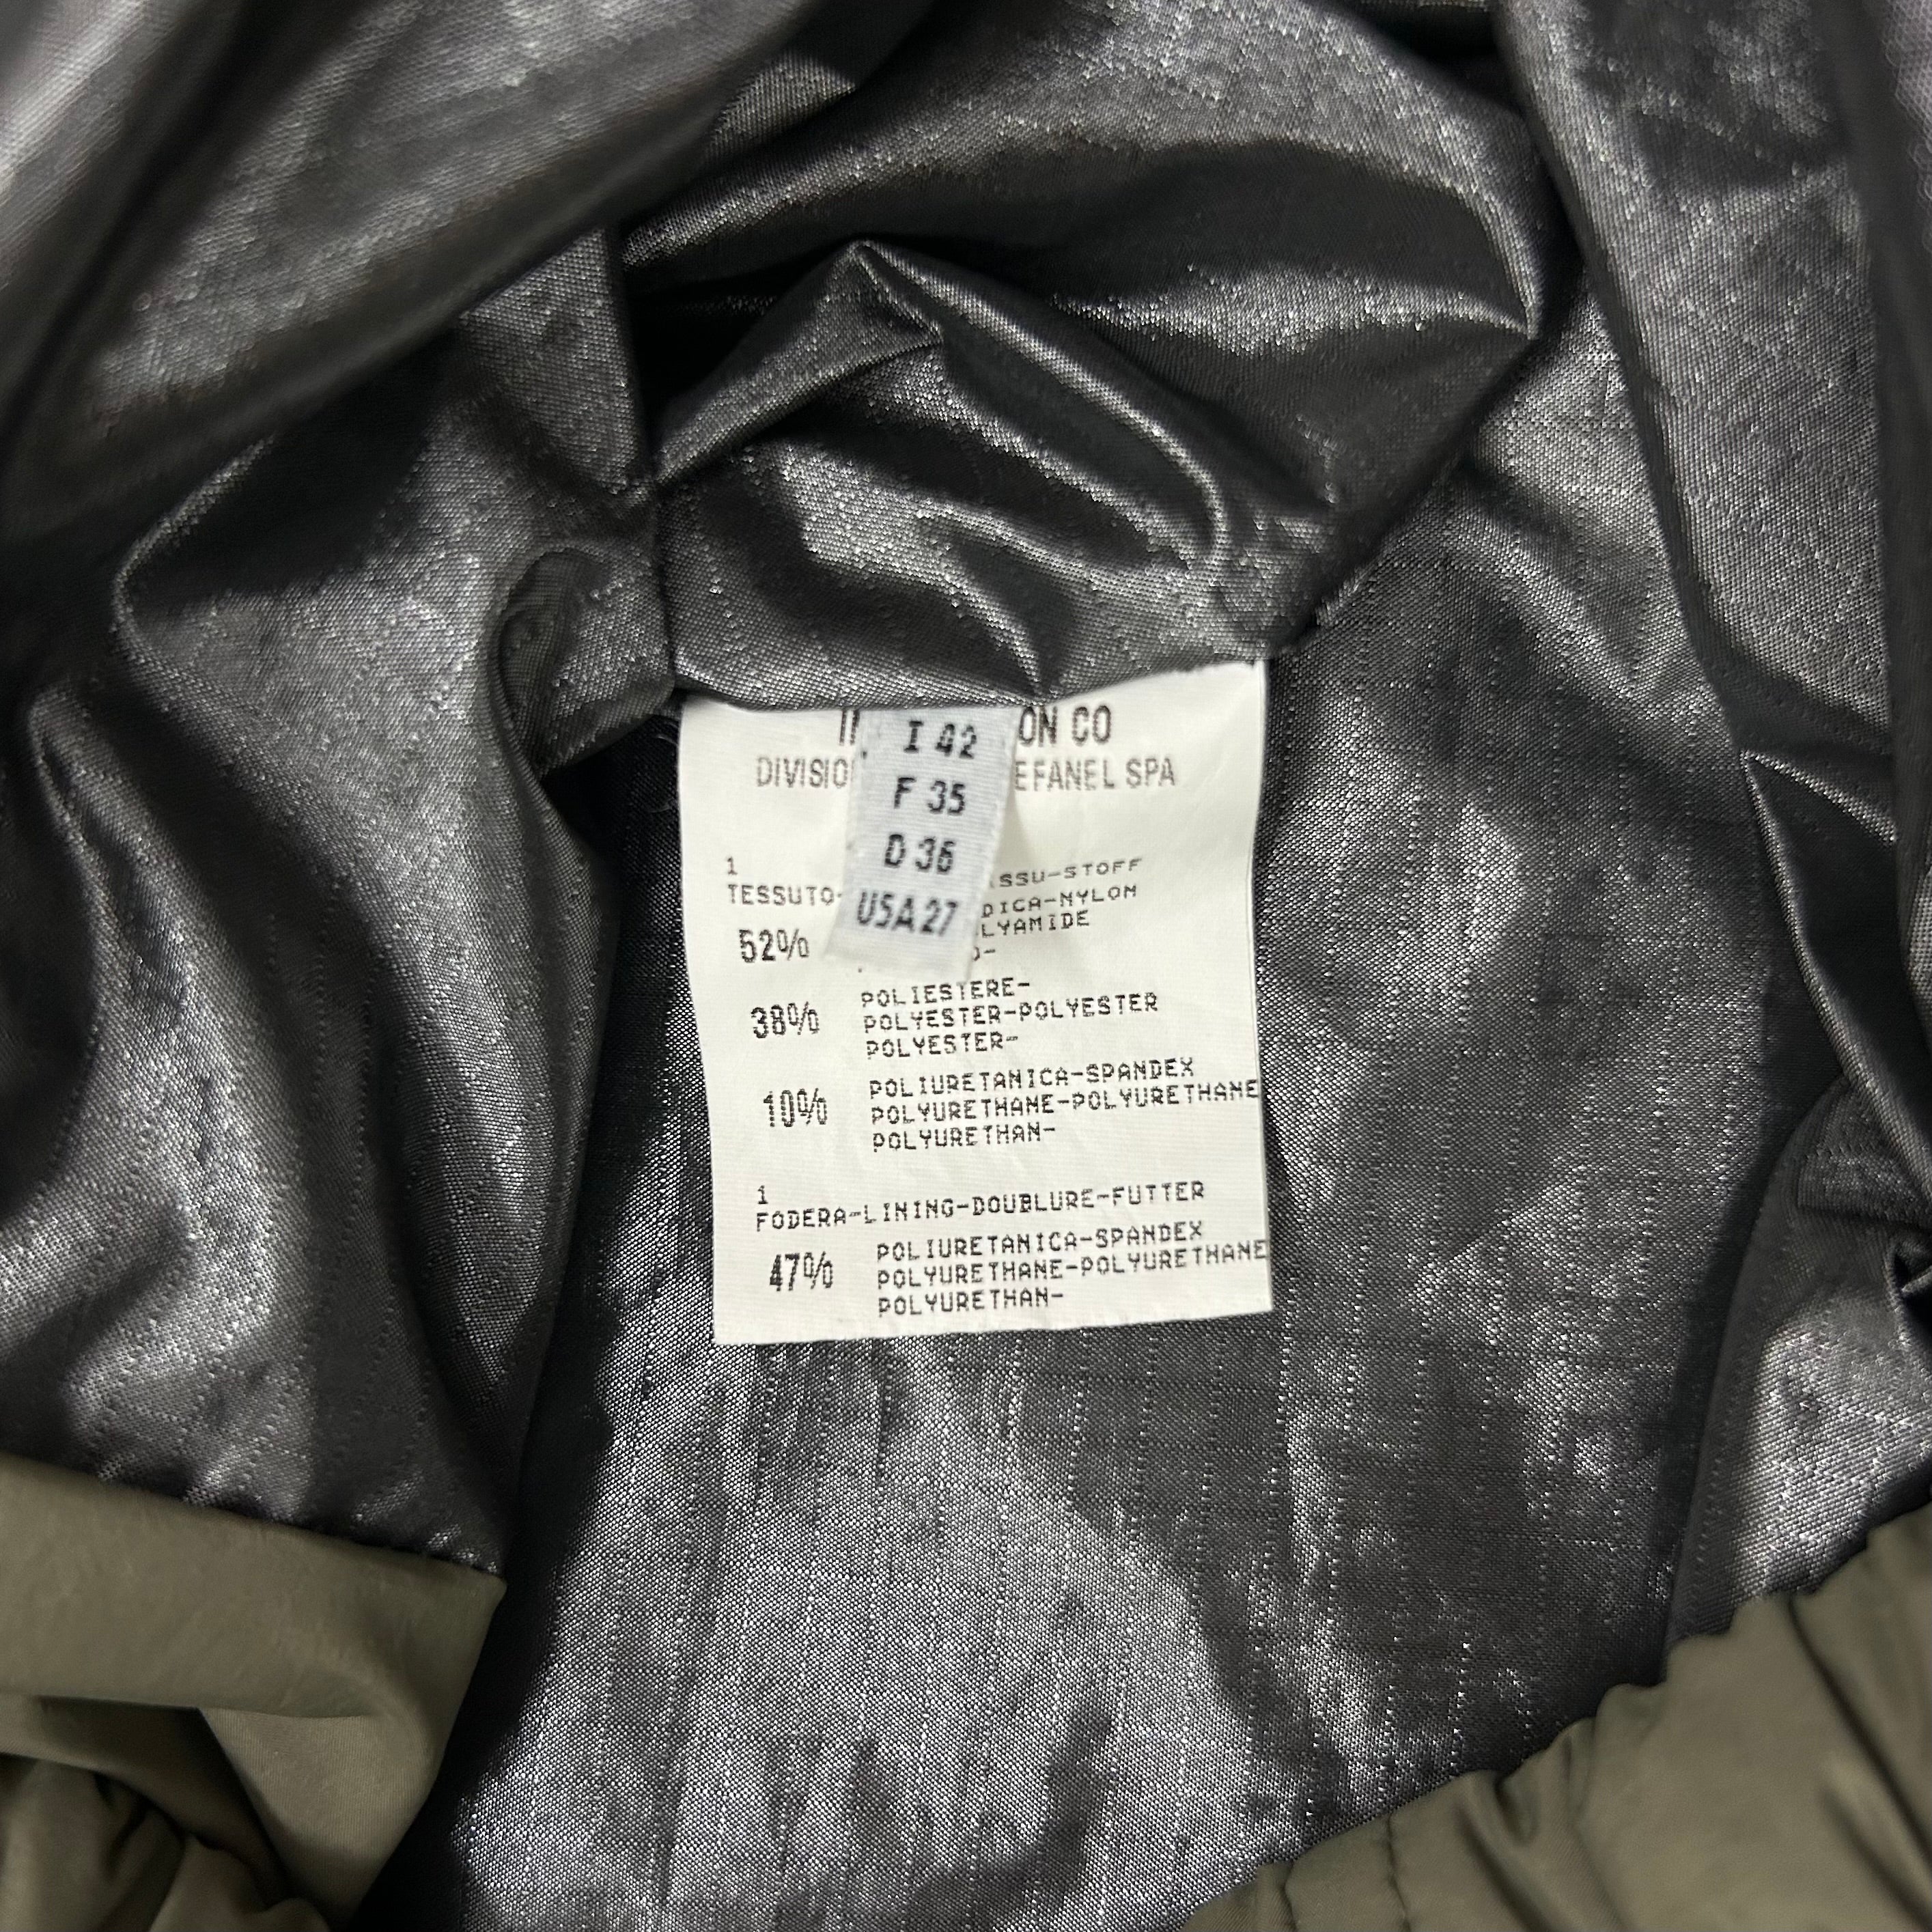 I 42
F 35
D 36
USA 27
ON CO
DIVISIO EFANEL SPA
1
TESSUTO- SSU-STOFF
52% DICA-NYLON
LYAMIDE
38% POLIESTERE-
POLYESTER-POLYESTER
POLYESTER-
10% POLIURETANICA-SPANDEX
POLYURETHANE-POLYURETHANE
POLYURETHAN-
1
FODERA-LINING-DOUBLURE-FUTTER
47% POLIURETANICA-SPANDEX
POLYURETHANE-POLYURETHANE
POLYURETHAN-